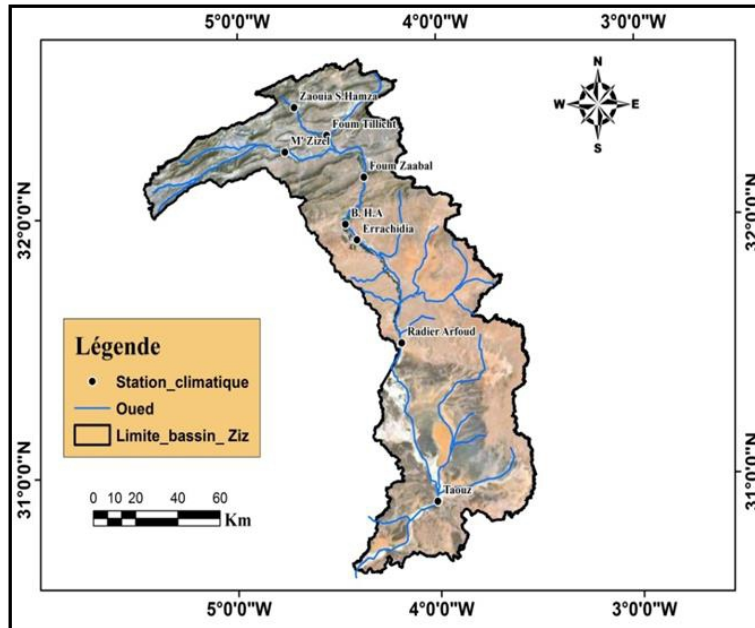 5°0'0"W 4°0'0"W 3°0'0"W
N
W E
S
Zaouia S.Hamza
Foum Tillicht
M' Zizel
Foum Zaabal
32°0'0"N 32°0'0"N
B. H.A
Errachidia
Radier Arfoud
Légende
Station_climatique
Oued
Limite_bassin_ Ziz
31°0'0"N 31°0'0"N
Taouz
0 10 20 40 60
Km
5°0'0"W 4°0'0"W 3°0'0"W